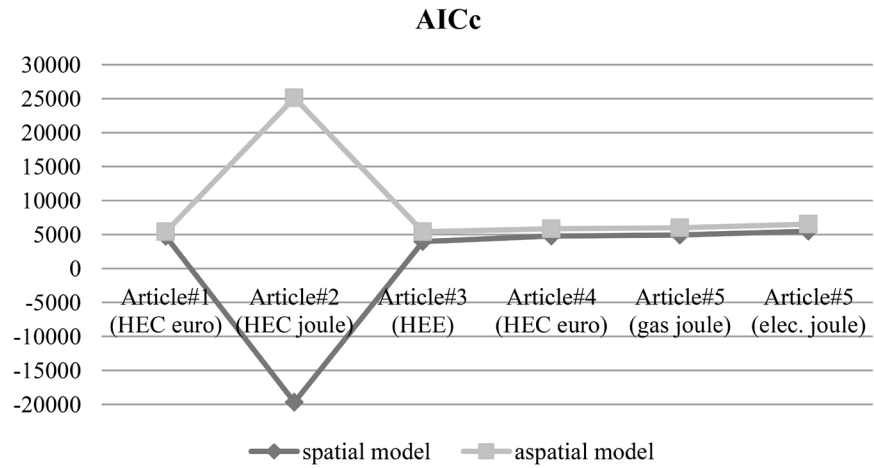 AICc
30000
25000
20000
15000
10000
5000
0
-5000
-10000
-15000
-20000
Article#1 Article#2 Article#3 Article#4 Article#5 Article#5
(HEC euro) (HEC joule) (HEE) (HEC euro) (gas joule) (elec. joule)
spatial model aspatial model